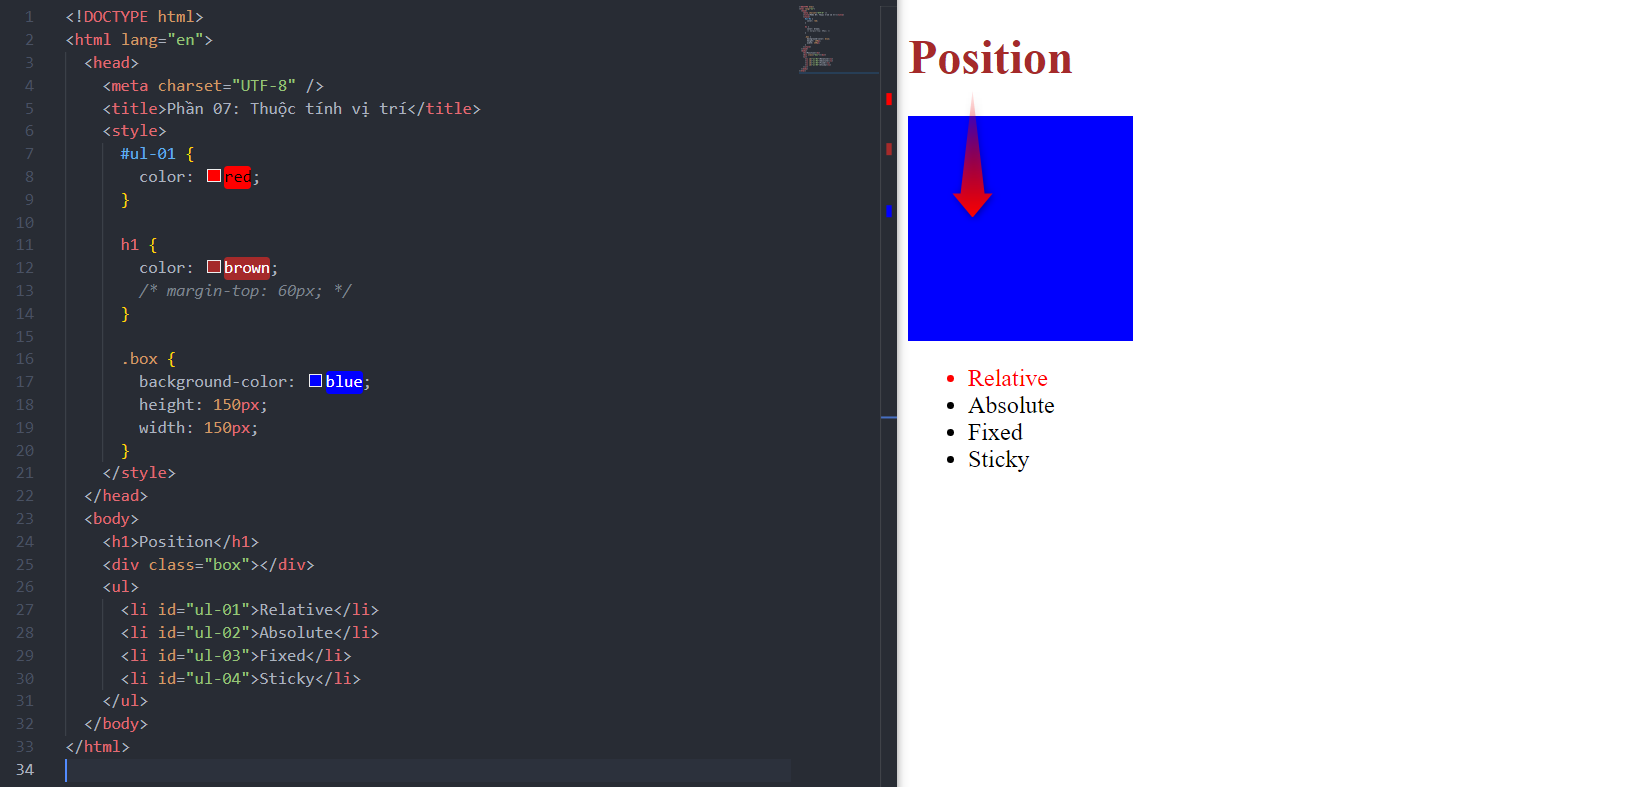 1 <!DOCTYPE html>
2 <html lang="en">
3   <head>
4     <meta charset="UTF-8" />
5     <title>Phần 07: Thuộc tính vị trí</title>
6     <style>
7       #ul-01 {
8         color: red;
9       }
10
11       h1 {
12         color: brown;
13         /* margin-top: 60px; */
14       }
15
16       .box {
17         background-color: blue;
18         height: 150px;
19         width: 150px;
20       }
21     </style>
22   </head>
23   <body>
24     <h1>Position</h1>
25     <div class="box"></div>
26     <ul>
27       <li id="ul-01">Relative</li>
28       <li id="ul-02">Absolute</li>
29       <li id="ul-03">Fixed</li>
30       <li id="ul-04">Sticky</li>
31     </ul>
32   </body>
33 </html>
34
Position
• Relative
• Absolute
• Fixed
• Sticky